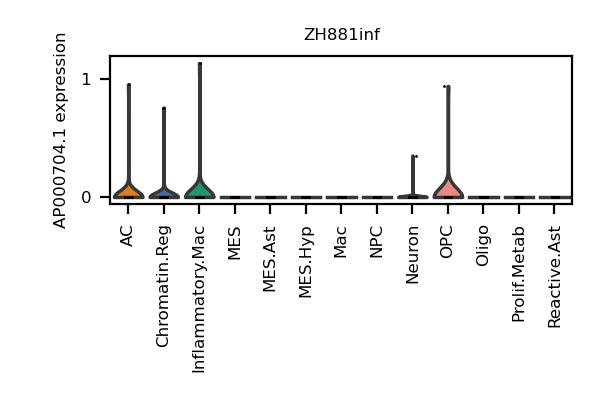 ZH881inf
AP000704.1 expression
1
0
AC
Chromatin.Reg
Inflammatory.Mac
MES
MES.Ast
MES.Hyp
Mac
NPC
Neuron
OPC
Oligo
Prolif.Metab
Reactive.Ast